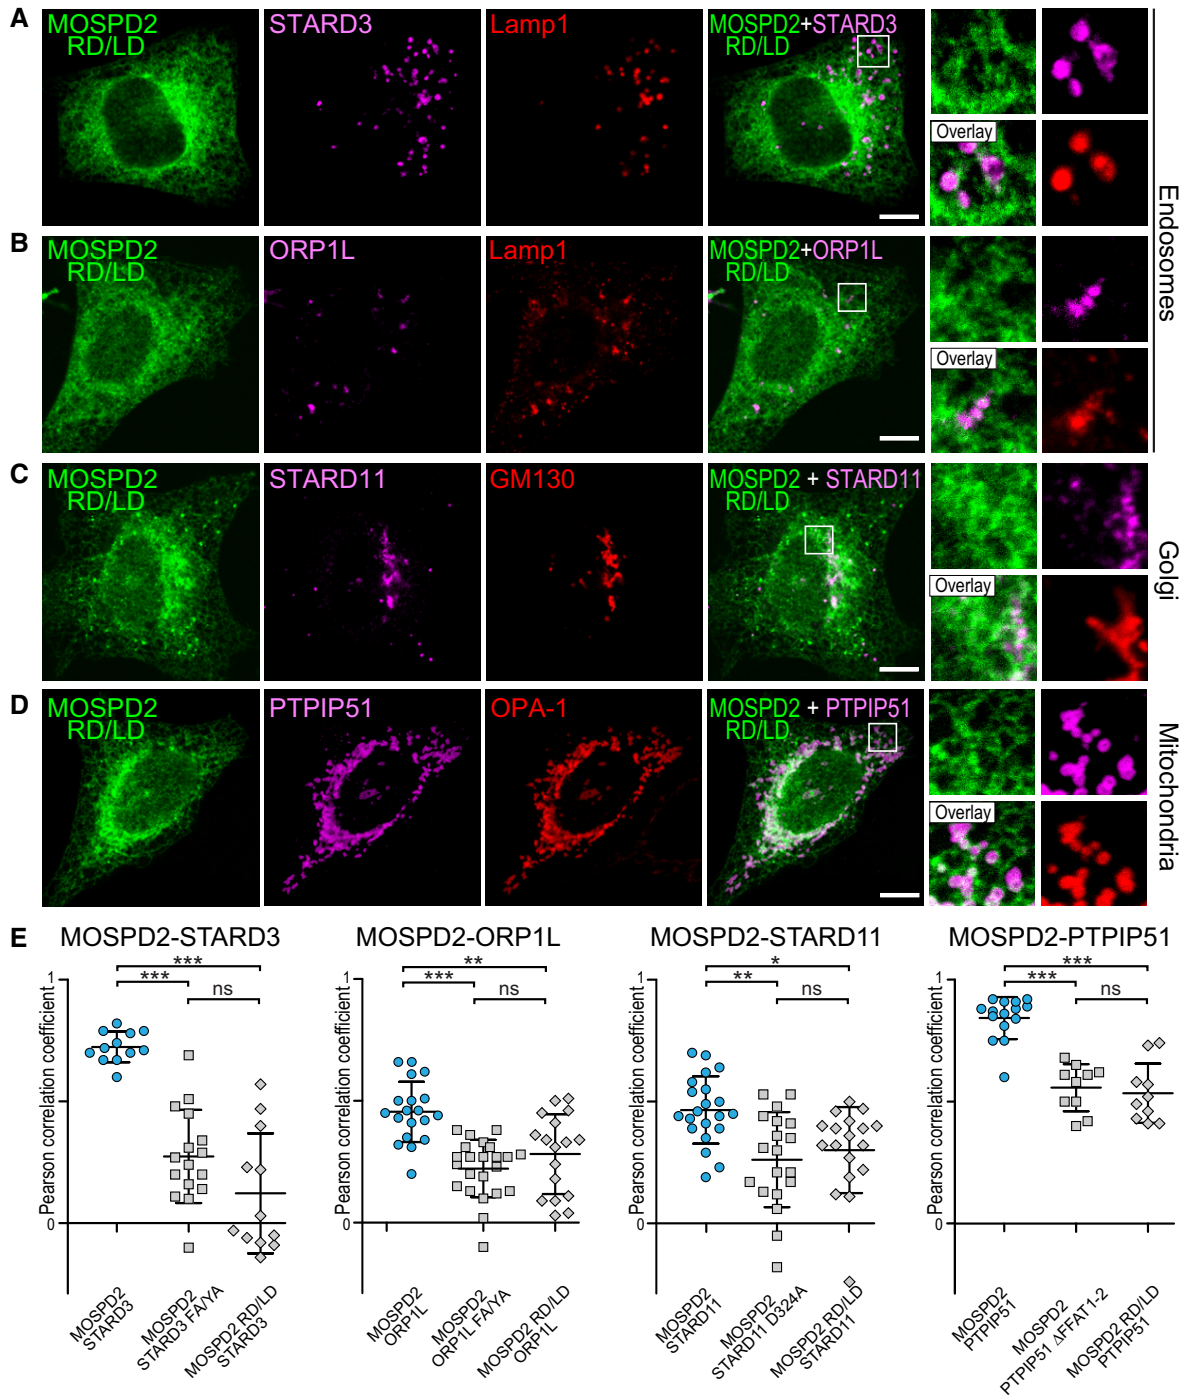 A
MOSPD2
RD/LD
STARD3
Lamp1
MOSPD2+STARD3
RD/LD
Overlay
B
MOSPD2
RD/LD
ORP1L
Lamp1
MOSPD2+ORP1L
RD/LD
Overlay
Endosomes
C
MOSPD2
RD/LD
STARD11
GM130
MOSPD2 + STARD11
RD/LD
Overlay
Golgi
D
MOSPD2
RD/LD
PTPIP51
OPA-1
MOSPD2 + PTPIP51
RD/LD
Overlay
Mitochondria
E
MOSPD2-STARD3
***
***
ns
Pearson correlation coefficient
1
0
MOSPD2
STARD3
MOSPD2
STARD3 FA/YA
MOSPD2 RD/LD
STARD3
MOSPD2-ORP1L
**
***
ns
Pearson correlation coefficient
1
0
MOSPD2
ORP1L
MOSPD2
ORP1L FA/YA
MOSPD2 RD/LD
ORP1L
MOSPD2-STARD11
*
**
ns
Pearson correlation coefficient
1
0
MOSPD2
STARD11
MOSPD2
STARD11 D324A
MOSPD2 RD/LD
STARD11
MOSPD2-PTPIP51
***
***
ns
Pearson correlation coefficient
1
0
MOSPD2
PTPIP51
MOSPD2
PTPIP51 ΔFFAT1-2
MOSPD2 RD/LD
PTPIP51